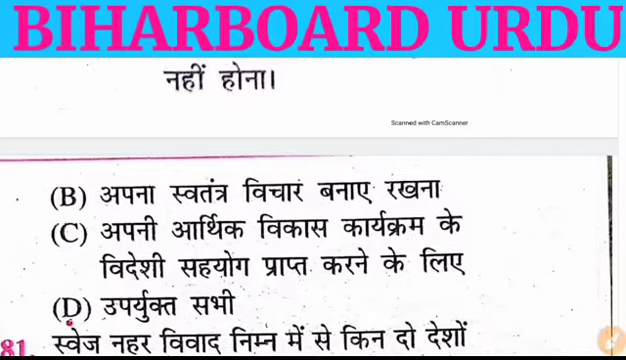 BIHARBOARD URDU
नहीं होना।
Scanned with CamScanner
(B) अपना स्वतंत्र विचार बनाए रखना
(C) अपनी आर्थिक विकास कार्यक्रम के
विदेशी सहयोग प्राप्त करने के लिए
(D) उपर्युक्त सभी
81. स्वेज नहर विवाद निम्न में से किन दो देशों